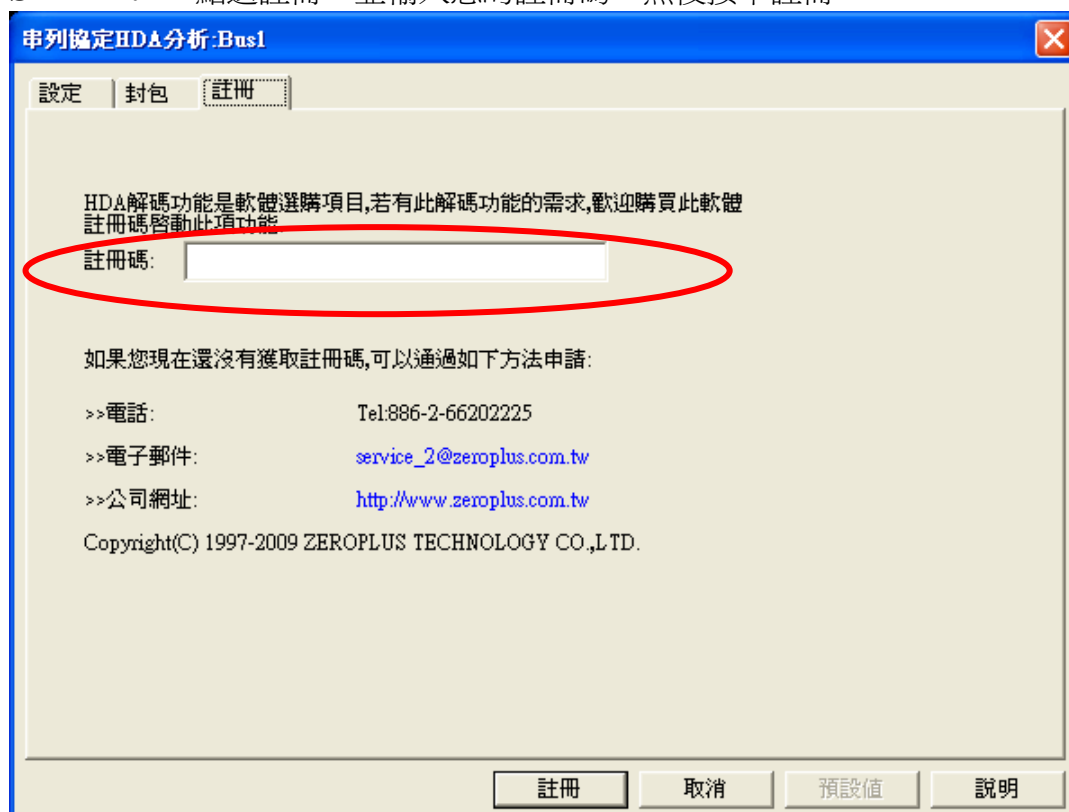 串列協定HDA分析:Bus1
設定 封包 註冊
HDA解碼功能是軟體選購項目,若有此解碼功能的需求,歡迎購買此軟體
註冊碼啓動此項功能.
註冊碼:
如果您現在還沒有獲取註冊碼,可以通過如下方法申請:
>>電話: Tel:886-2-66202225
>>電子郵件: service_2@zeroplus.com.tw
>>公司網址: http://www.zeroplus.com.tw
Copyright(C) 1997-2009 ZEROPLUS TECHNOLOGY CO.,LTD.
註冊 取消 預設值 說明